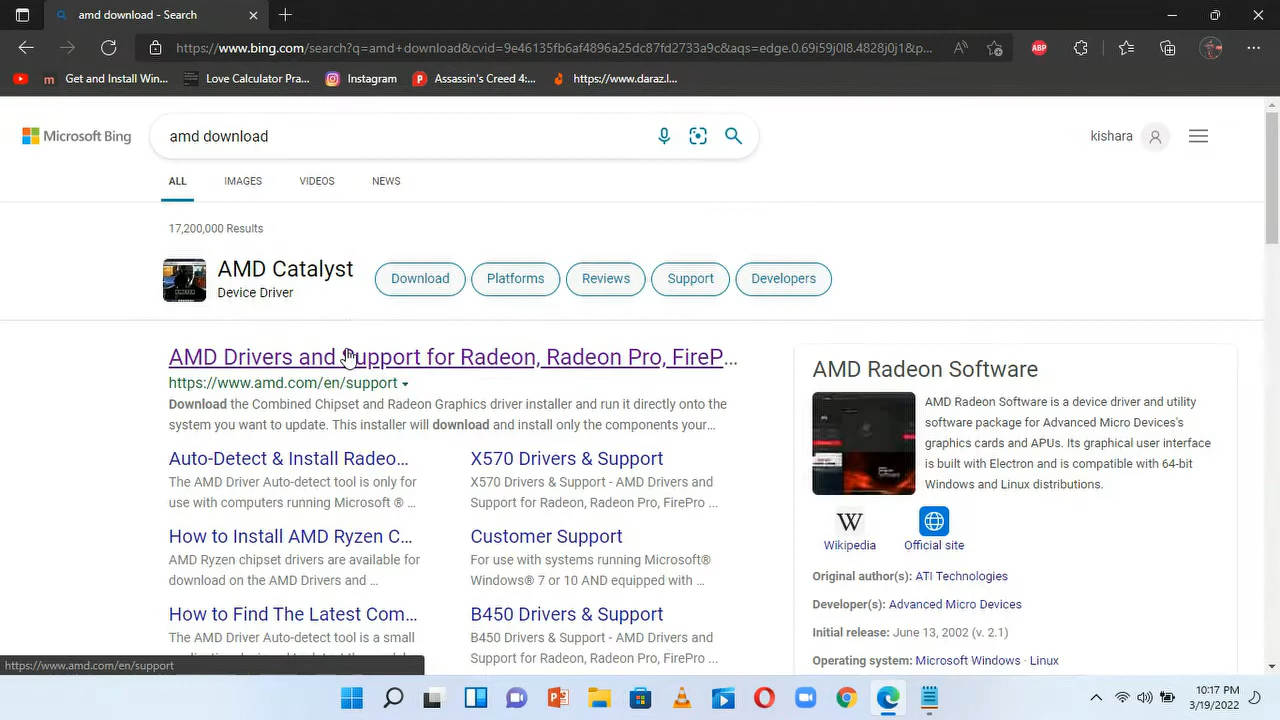 amd download - Search
https://www.bing.com/search?q=amd+download&cvid=9e46135fb6af4896a25dc87fd2733a9c&aqs=edge.0.69i59j0l8.4828j0j1&p...
ABP
Get and Install Win...
Love Calculator Pra...
Instagram
Assassin's Creed 4:...
https://www.daraz.l...
Microsoft Bing
amd download
kishara
ALL
IMAGES
VIDEOS
NEWS
17,200,000 Results
AMD Catalyst
Device Driver
Download
Platforms
Reviews
Support
Developers
AMD Drivers and Support for Radeon, Radeon Pro, FireP...
https://www.amd.com/en/support
Download the Combined Chipset and Radeon Graphics driver installer and run it directly onto the
system you want to update. This installer will download and install only the components your...
Auto-Detect & Install Radeo...
The AMD Driver Auto-detect tool is only for
use with computers running Microsoft ® ...
X570 Drivers & Support
X570 Drivers & Support - AMD Drivers and
Support for Radeon, Radeon Pro, FirePro ...
How to Install AMD Ryzen C...
AMD Ryzen chipset drivers are available for
download on the AMD Drivers and ...
Customer Support
For use with systems running Microsoft®
Windows® 7 or 10 AND equipped with ...
How to Find The Latest Com...
The AMD Driver Auto-detect tool is a small
B450 Drivers & Support
B450 Drivers & Support - AMD Drivers and
Support for Radeon, Radeon Pro, FirePro ...
AMD Radeon Software
AMD Radeon Software is a device driver and utility
software package for Advanced Micro Devices's
graphics cards and APUs. Its graphical user interface
is built with Electron and is compatible with 64-bit
Windows and Linux distributions.
W
Wikipedia
Official site
Original author(s): ATI Technologies
Developer(s): Advanced Micro Devices
Initial release: June 13, 2002 (v. 2.1)
Operating system: Microsoft Windows · Linux
https://www.amd.com/en/support
10:17 PM
3/19/2022